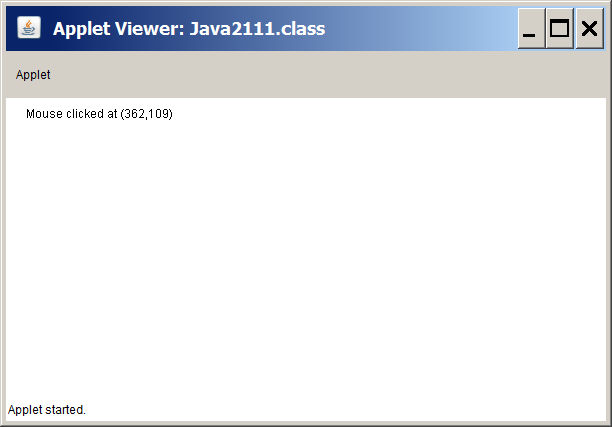 Applet Viewer: Java2111.class
Applet
Mouse clicked at (362,109)
Applet started.